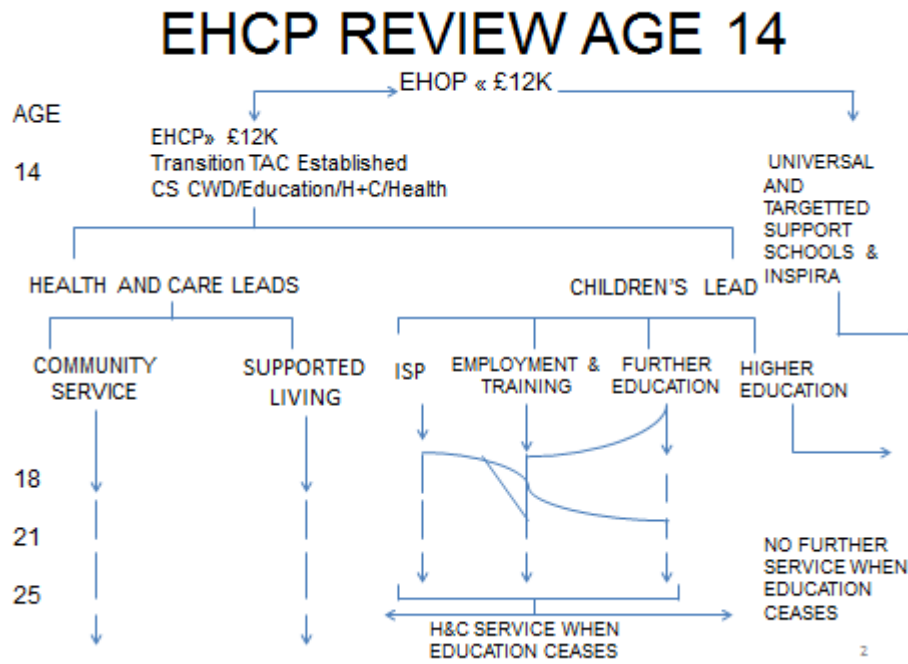 EHCP REVIEW AGE 14
EHOP « £12K
AGE
14
EHCP» £12K
Transition TAC Established
CS CWD/Education/H+C/Health
UNIVERSAL
AND
TARGETTED
SUPPORT
SCHOOLS &
INSPIRA
HEALTH AND CARE LEADS
CHILDREN'S LEAD
COMMUNITY
SERVICE
SUPPORTED
LIVING
ISP
EMPLOYMENT &
TRAINING
FURTHER
EDUCATION
HIGHER
EDUCATION
18
21
25
NO FURTHER
SERVICE WHEN
EDUCATION
CEASES
H&C SERVICE WHEN
EDUCATION CEASES
2